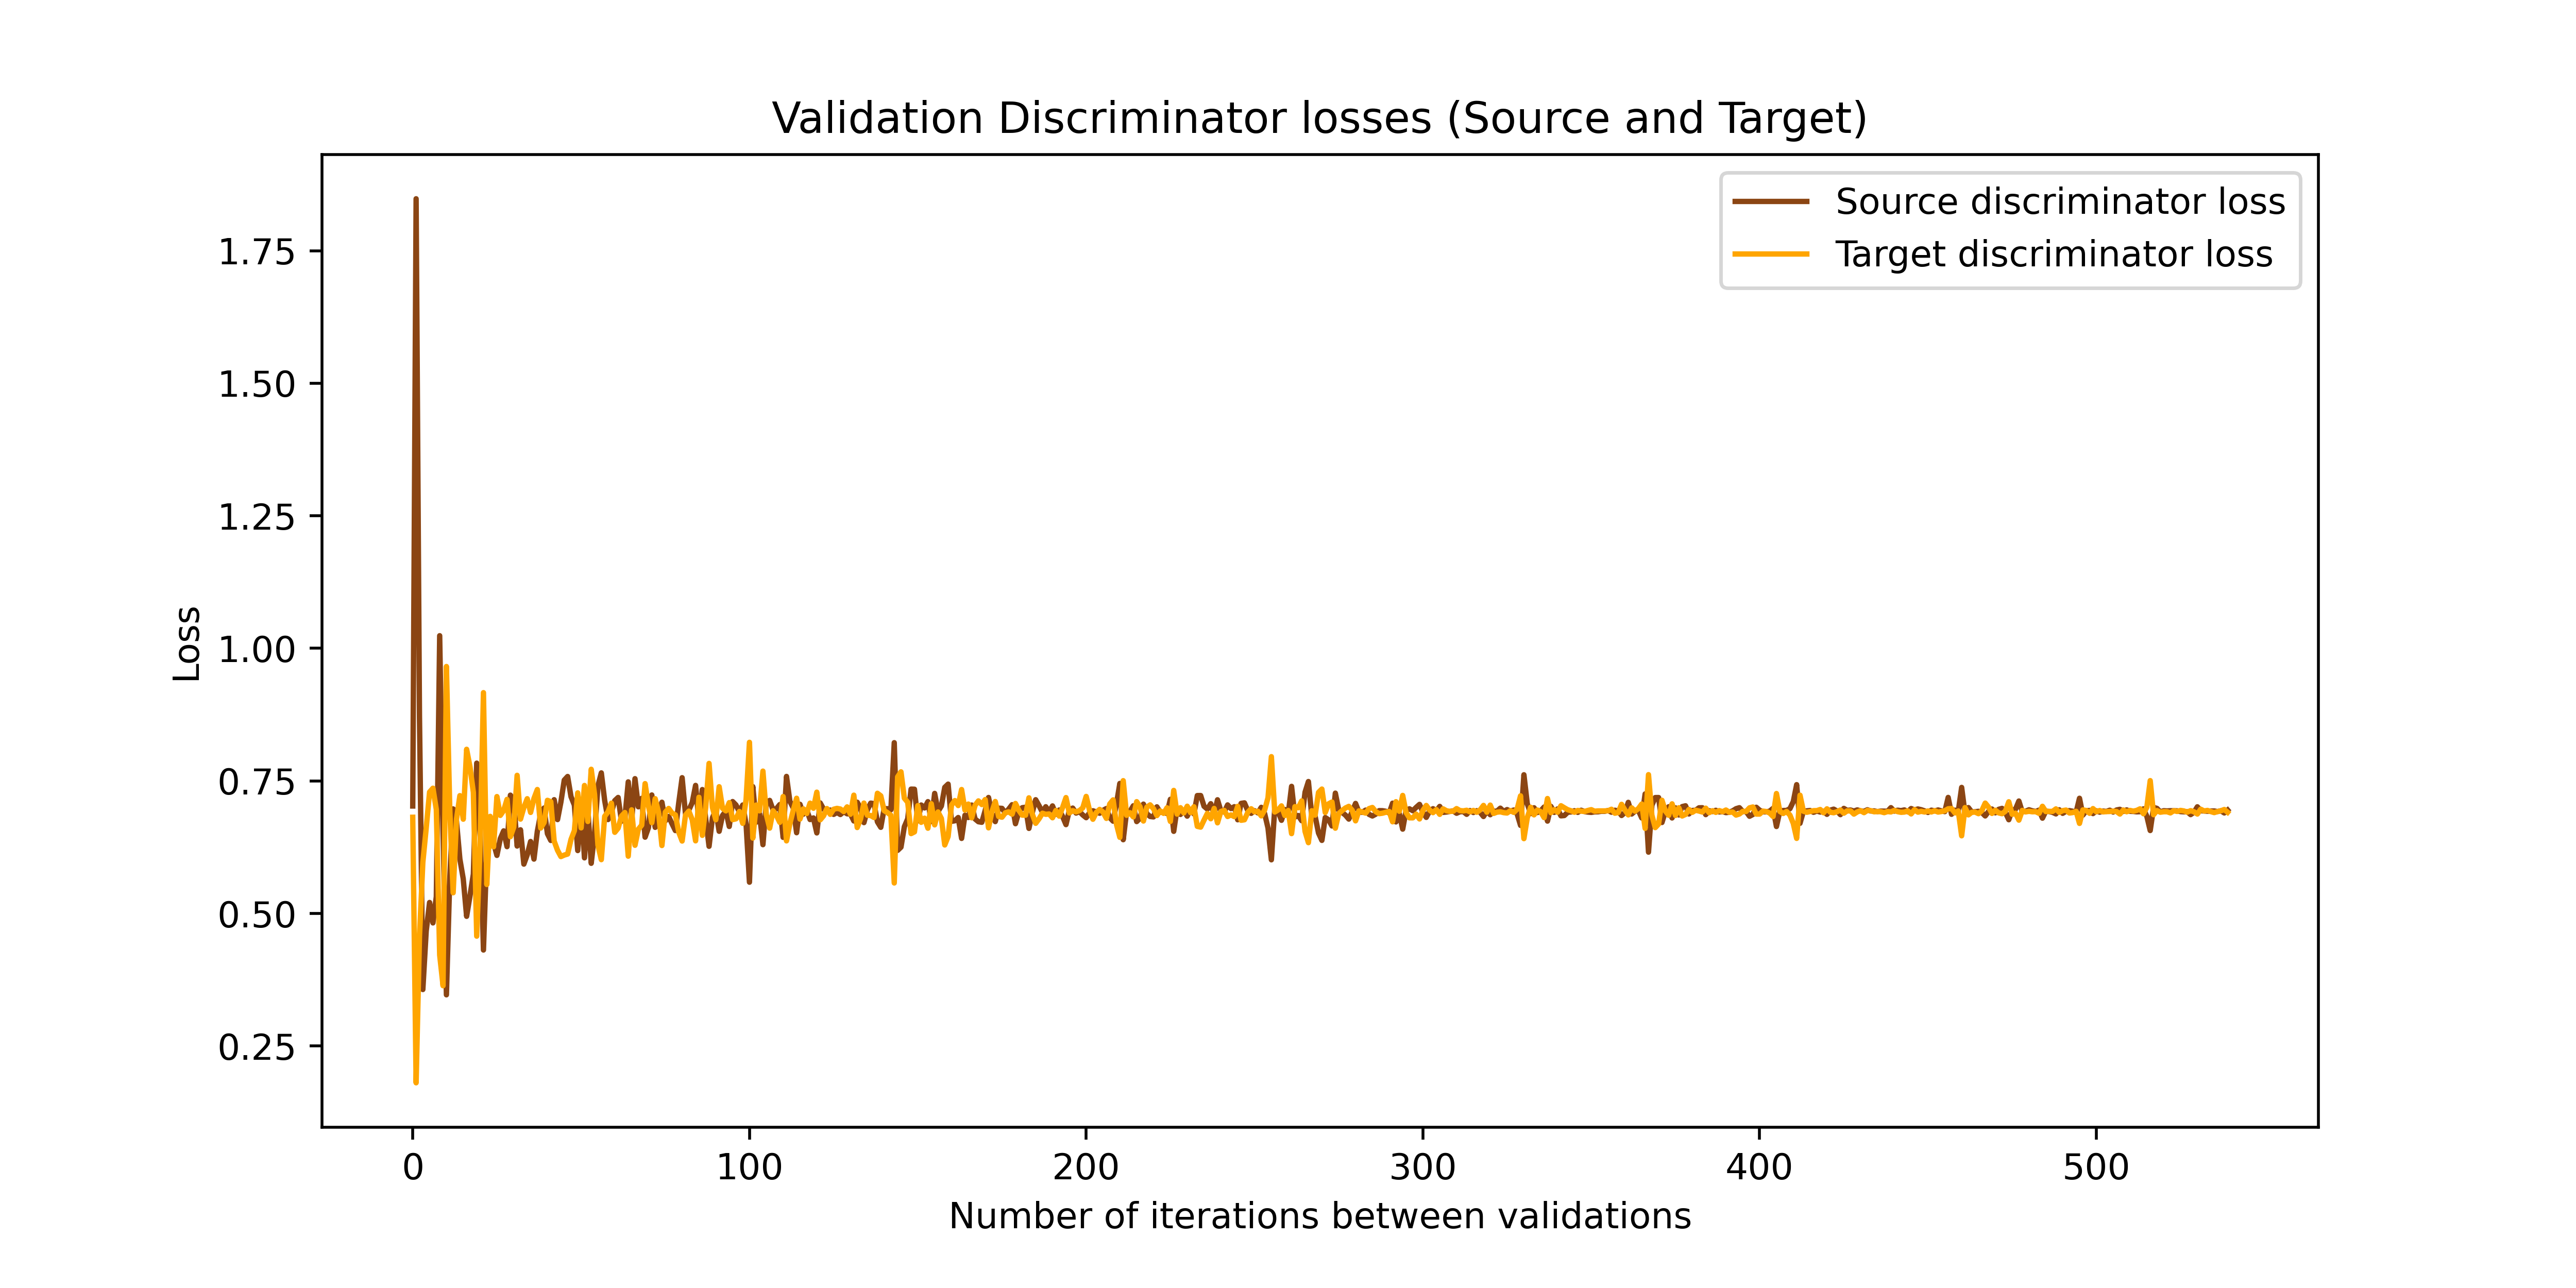 Validation Discriminator losses (Source and Target)
Source discriminator loss
Target discriminator loss
1.75
1.50
1.25
1.00
0.75
0.50
0.25
Loss
0 100 200 300 400 500
Number of iterations between validations